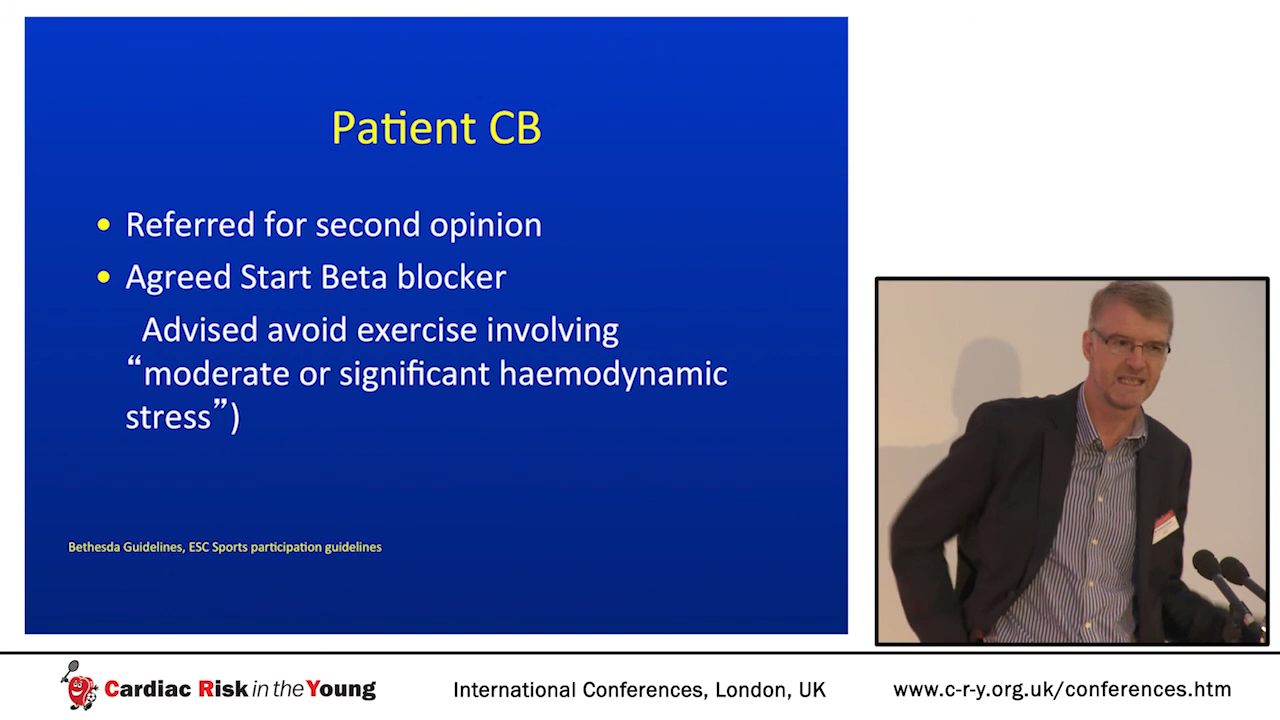 Patient CB
• Referred for second opinion
• Agreed Start Beta blocker
Advised avoid exercise involving
“moderate or significant haemodynamic
stress”)
Bethesda Guidelines, ESC Sports participation guidelines
Cardiac Risk in the Young
International Conferences, London, UK
www.c-r-y.org.uk/conferences.htm